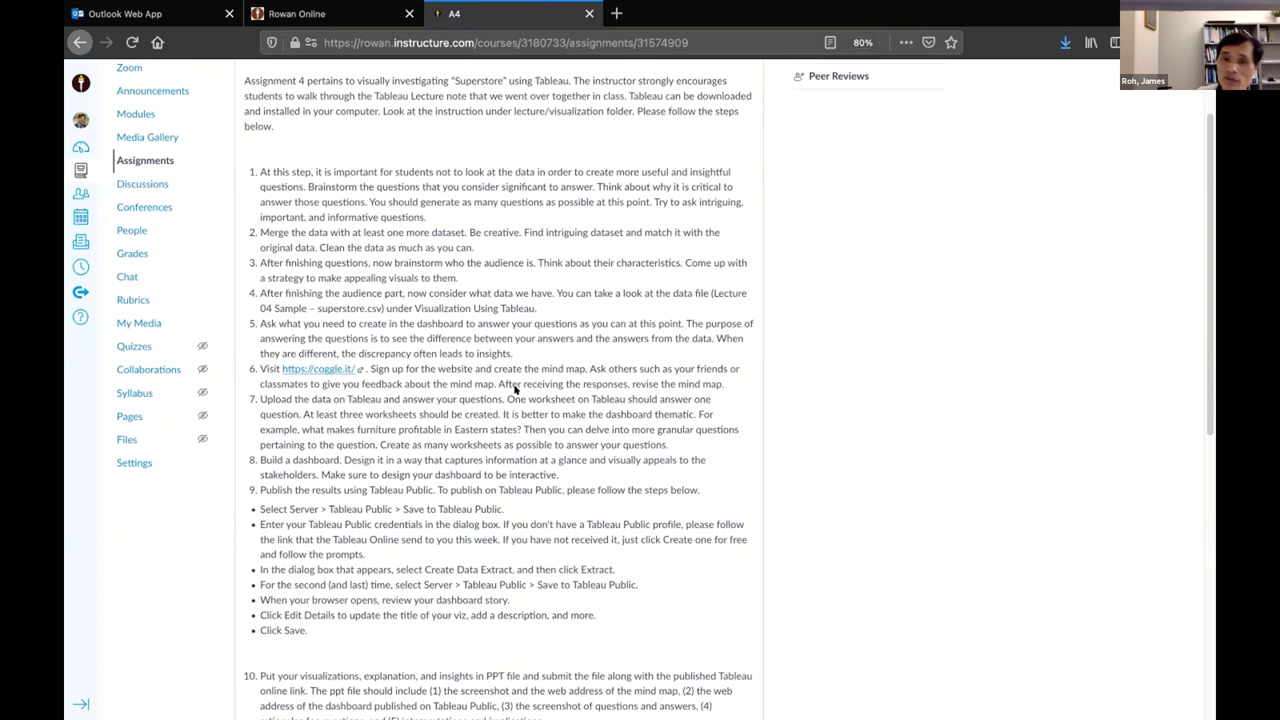 Outlook Web App
Rowan Online
A4
https://rowan.instructure.com/courses/3180733/assignments/31574909
80%
Roh, James
Zoom
Announcements
Modules
Media Gallery
Assignments
Discussions
Conferences
People
Grades
Chat
Rubrics
My Media
Quizzes
Collaborations
Syllabus
Pages
Files
Settings
Assignment 4 pertains to visually investigating "Superstore" using Tableau. The instructor strongly encourages
students to walk through the Tableau Lecture note that we went over together in class. Tableau can be downloaded
and installed in your computer. Look at the instruction under lecture/visualization folder. Please follow the steps
below.
1. At this step, it is important for students not to look at the data in order to create more useful and insightful
questions. Brainstorm the questions that you consider significant to answer. Think about why it is critical to
answer those questions. You should generate as many questions as possible at this point. Try to ask intriguing,
important, and informative questions.
2. Merge the data with at least one more dataset. Be creative. Find intriguing dataset and match it with the
original data. Clean the data as much as you can.
3. After finishing questions, now brainstorm who the audience is. Think about their characteristics. Come up with
a strategy to make appealing visuals to them.
4. After finishing the audience part, now consider what data we have. You can take a look at the data file (Lecture
04 Sample – superstore.csv) under Visualization Using Tableau.
5. Ask what you need to create in the dashboard to answer your questions as you can at this point. The purpose of
answering the questions is to see the difference between your answers and the answers from the data. When
they are different, the discrepancy often leads to insights.
6. Visit https://coggle.it/ . Sign up for the website and create the mind map. Ask others such as your friends or
classmates to give you feedback about the mind map. After receiving the responses, revise the mind map.
7. Upload the data on Tableau and answer your questions. One worksheet on Tableau should answer one
question. At least three worksheets should be created. It is better to make the dashboard thematic. For
example, what makes furniture profitable in Eastern states? Then you can delve into more granular questions
pertaining to the question. Create as many worksheets as possible to answer your questions.
8. Build a dashboard. Design it in a way that captures information at a glance and visually appeals to the
stakeholders. Make sure to design your dashboard to be interactive.
9. Publish the results using Tableau Public. To publish on Tableau Public, please follow the steps below.
• Select Server > Tableau Public > Save to Tableau Public.
• Enter your Tableau Public credentials in the dialog box. If you don't have a Tableau Public profile, please follow
the link that the Tableau Online send to you this week. If you have not received it, just click Create one for free
and follow the prompts.
• In the dialog box that appears, select Create Data Extract, and then click Extract.
• For the second (and last) time, select Server > Tableau Public > Save to Tableau Public.
• When your browser opens, review your dashboard story.
• Click Edit Details to update the title of your viz, add a description, and more.
• Click Save.
10. Put your visualizations, explanation, and insights in PPT file and submit the file along with the published Tableau
online link. The ppt file should include (1) the screenshot and the web address of the mind map, (2) the web
address of the dashboard published on Tableau Public, (3) the screenshot of questions and answers, (4)
Peer Reviews